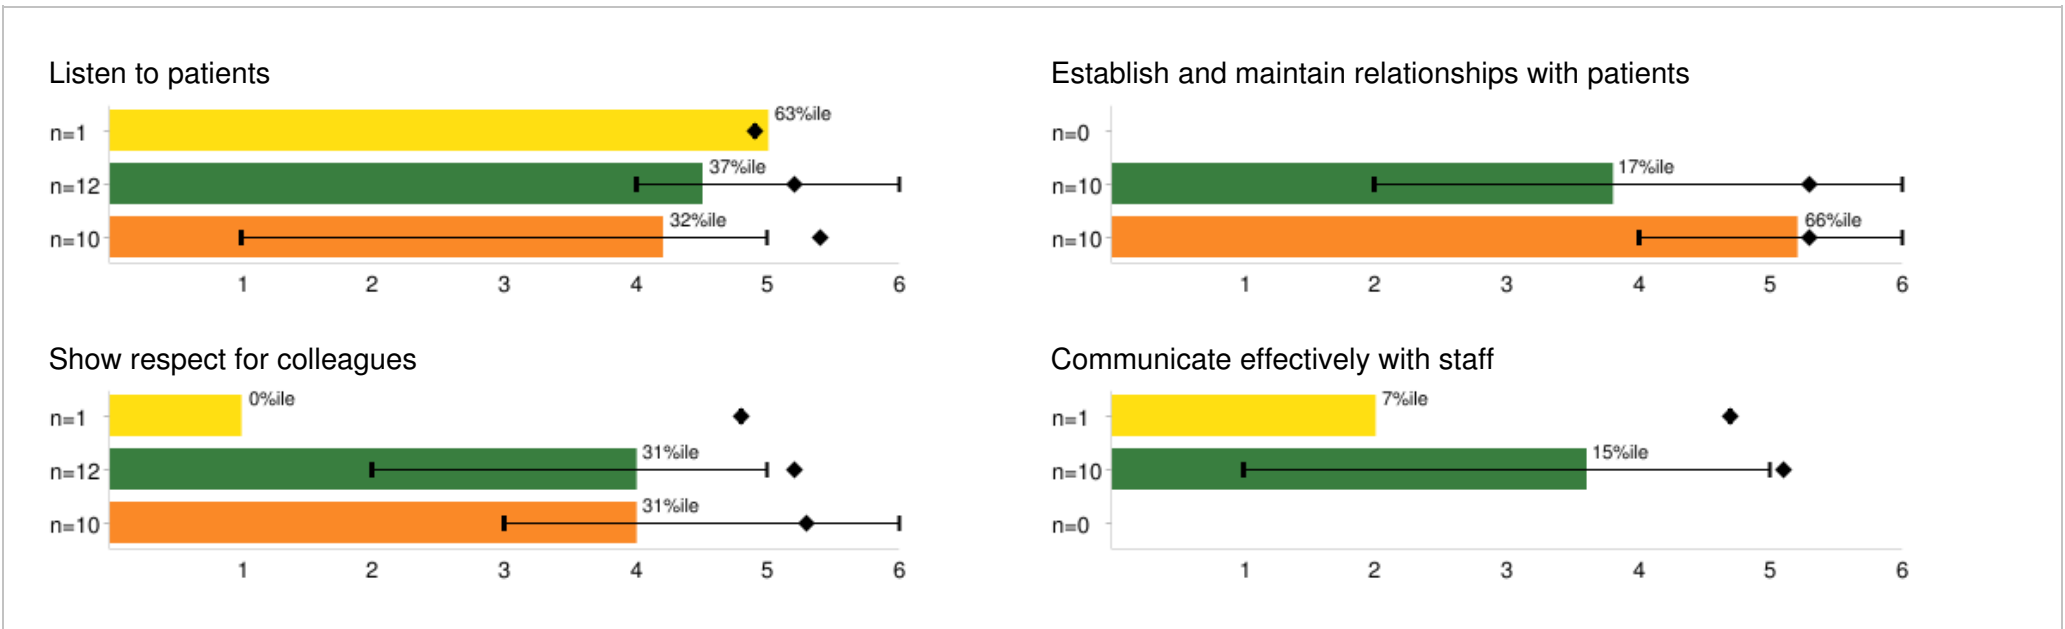 Listen to patients
n=1
63%ile
n=12
37%ile
n=10
32%ile
1 2 3 4 5 6
Establish and maintain relationships with patients
n=0
n=10
17%ile
n=10
66%ile
1 2 3 4 5 6
Show respect for colleagues
n=1
0%ile
n=12
31%ile
n=10
31%ile
1 2 3 4 5 6
Communicate effectively with staff
n=1
7%ile
n=10
15%ile
n=0
1 2 3 4 5 6